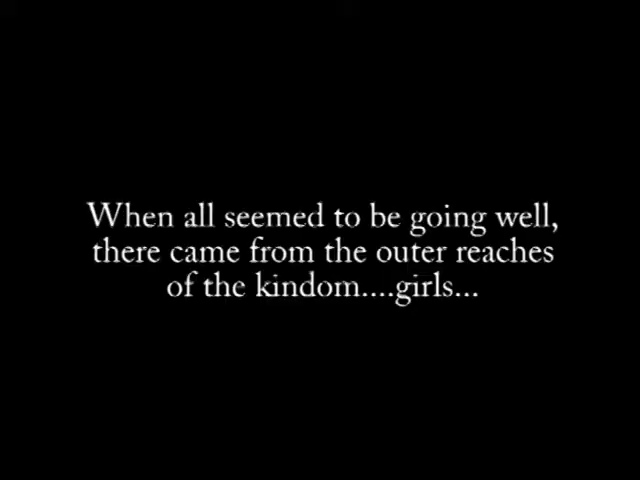 When all seemed to be going well,
there came from the outer reaches
of the kindom....girls...